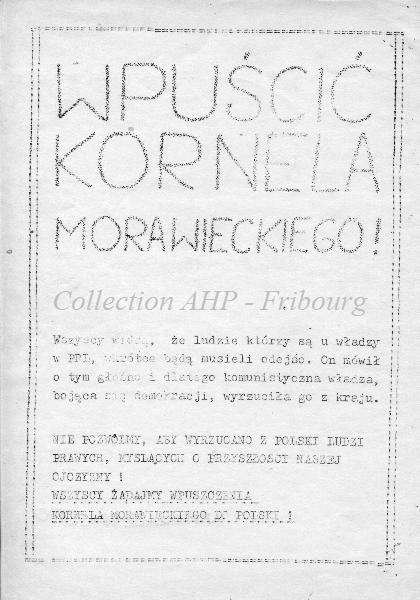 WPUŚCIĆ
KORNELA
MORAWIECKIEGO!
Collection AHP - Fribourg
Wszyscy widzą, że ludzie którzy są u władzy
w PRL, wkrótce będą musieli odejść. On mówił
o tym głośno i dlatego komunistyczna władza,
bojąca się demokracji, wyrzuciła go z kraju.
NIE POZWÓLMY, ABY WYRZUCANO Z POLSKI LUDZI
PRAWYCH, MYŚLĄCYCH O PRZYSZŁOŚCI NASZEJ
OJCZYZNY !
WSZYSCY ŻĄDAJMY WPUSZCZENIA
KORNELA MORAWIECKIEGO DO POLSKI !